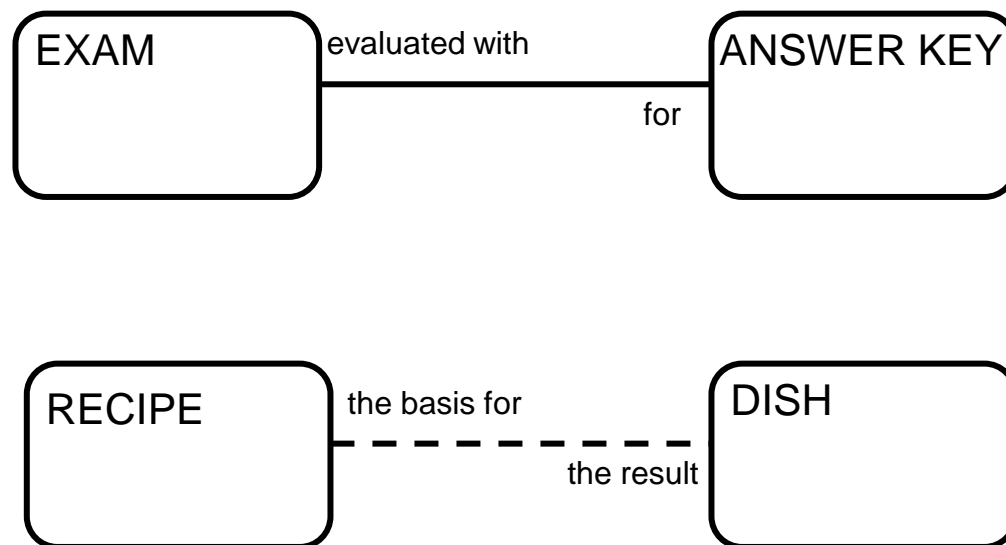 EXAM
evaluated with
ANSWER KEY
for
RECIPE
the basis for
DISH
the result